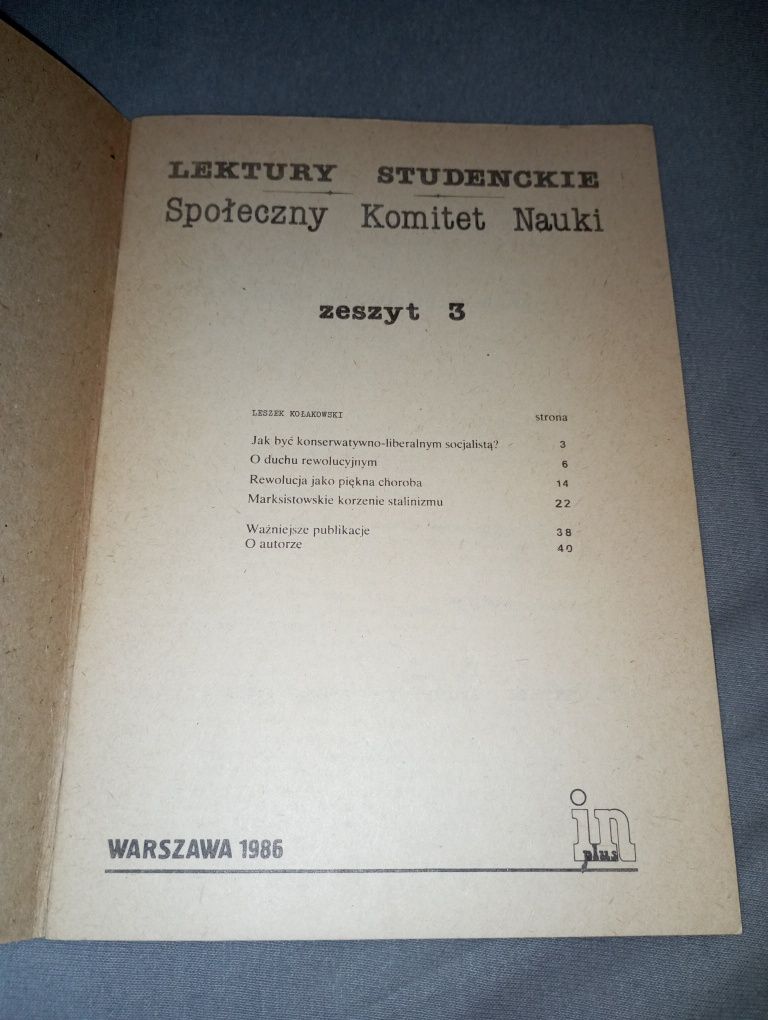 LEKTURY STUDENCKIE
Społeczny Komitet Nauki
zeszyt 3
LESZEK KOŁAKOWSKI strona
Jak być konserwatywno-liberalnym socjalistą? 3
O duchu rewolucyjnym 6
Rewolucja jako piękna choroba 14
Marksistowskie korzenie stalinizmu 22
Ważniejsze publikacje 38
O autorze 40
WARSZAWA 1986
in
plus